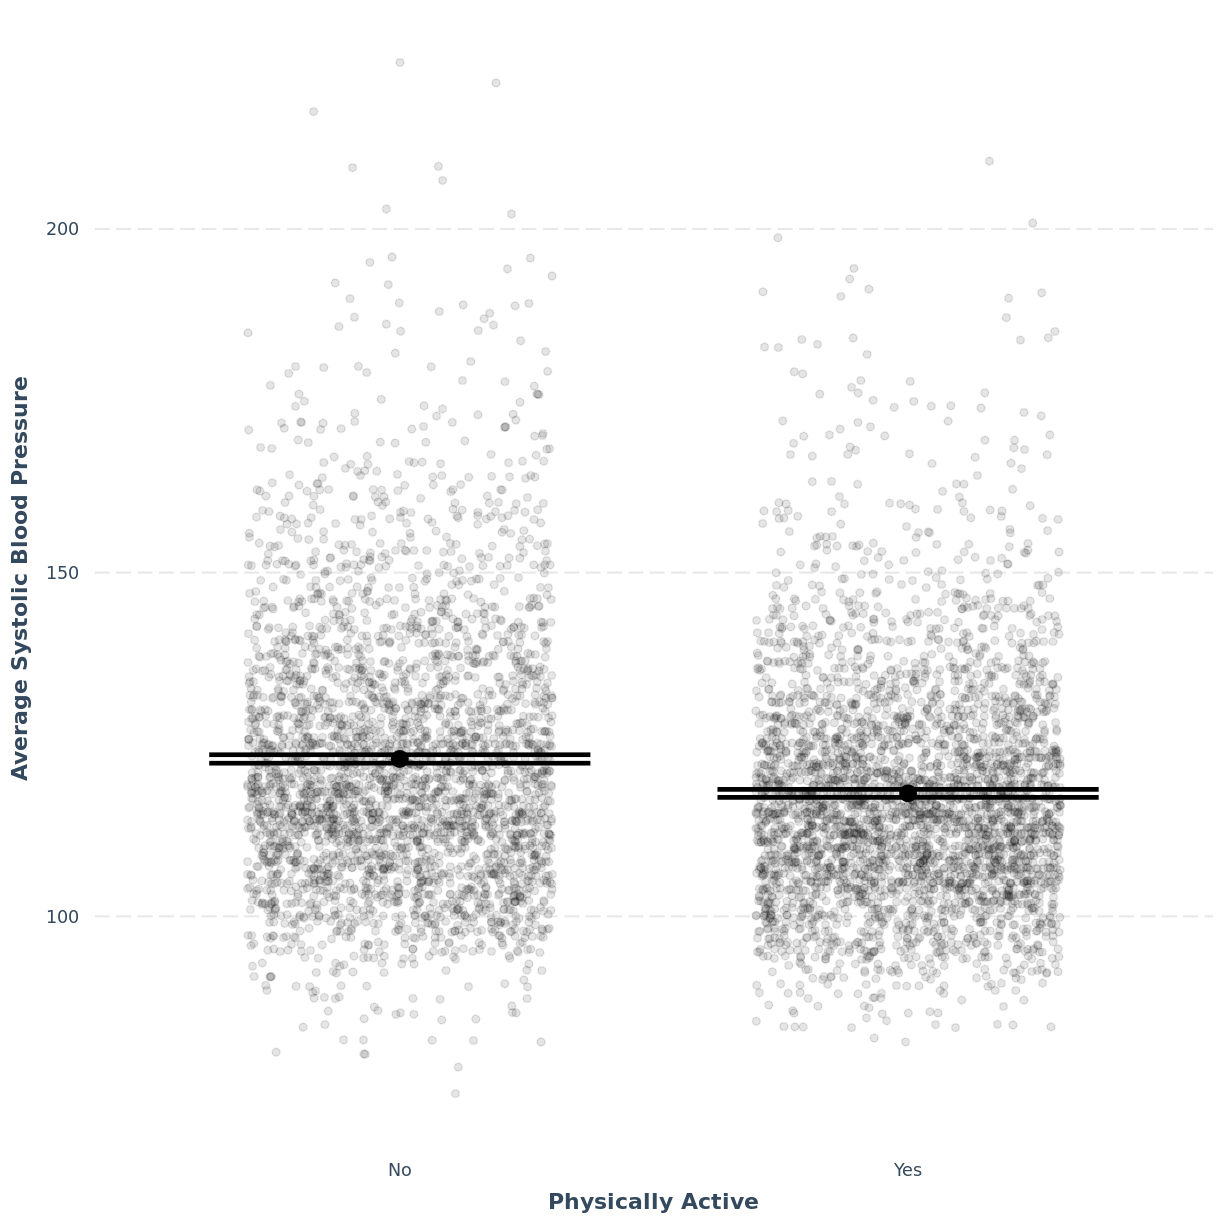 Average Systolic Blood Pressure
200
150
100
No
Yes
Physically Active